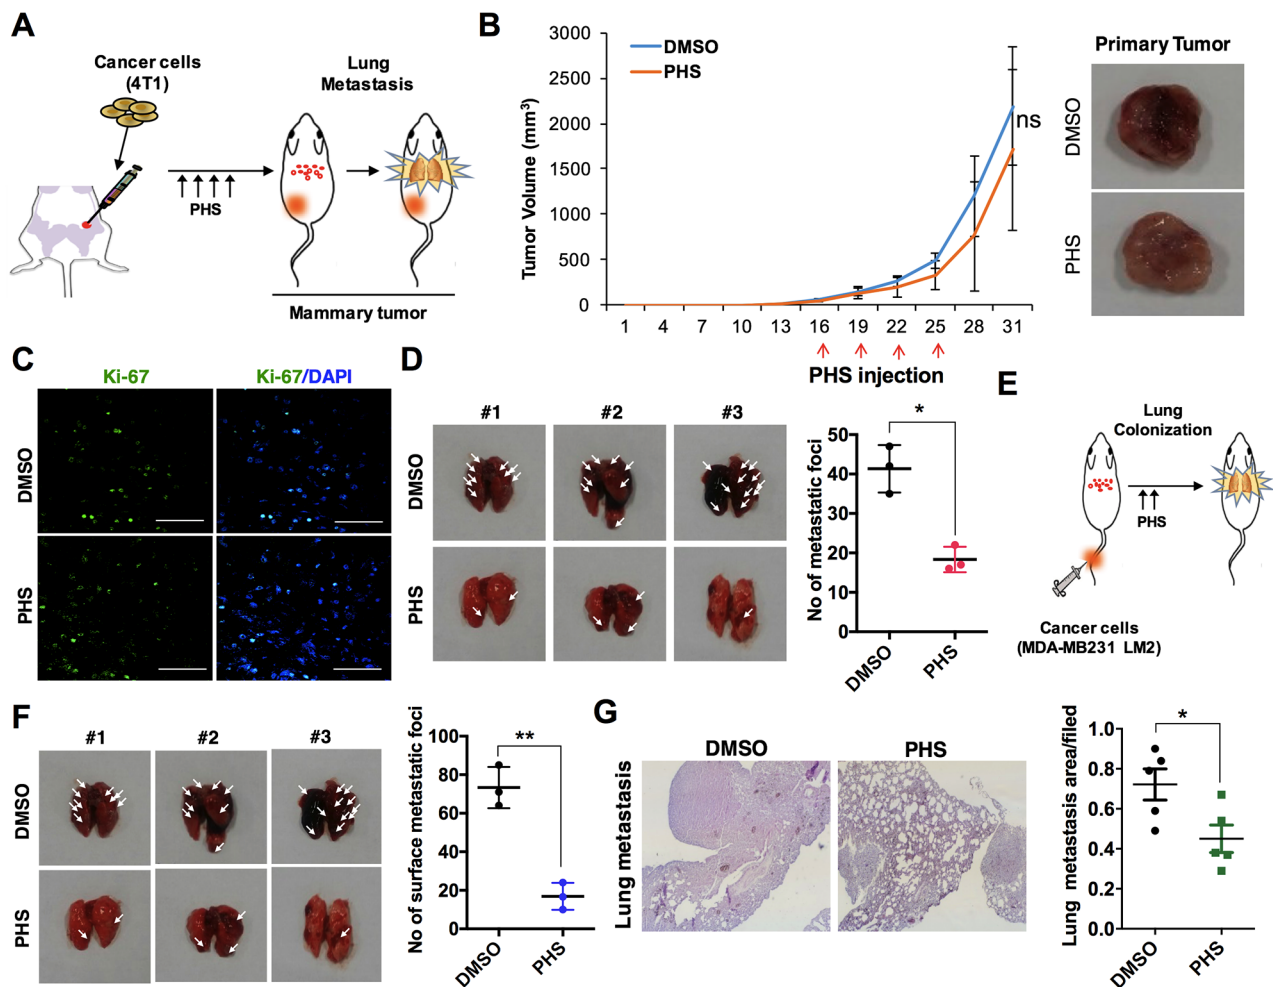 A
Cancer cells
(4T1)
Lung
Metastasis
PHS
Mammary tumor
B
3000
2500
2000
1500
1000
500
0
Tumor Volume (mm³)
DMSO
PHS
ns
1 4 7 10 13 16 19 22 25 28 31
PHS injection
Primary Tumor
DMSO
PHS
C
Ki-67
Ki-67/DAPI
DMSO
PHS
D
#1 #2 #3
DMSO
PHS
No of metastatic foci
50
40
30
20
10
0
*
DMSO
PHS
E
Lung
Colonization
PHS
Cancer cells
(MDA-MB231 LM2)
F
#1 #2 #3
DMSO
PHS
No of surface metastatic foci
100
80
60
40
20
0
**
DMSO
PHS
G
DMSO
PHS
Lung metastasis
Lung metastasis area/filed
1.0
0.8
0.6
0.4
0.2
0.0
*
DMSO
PHS